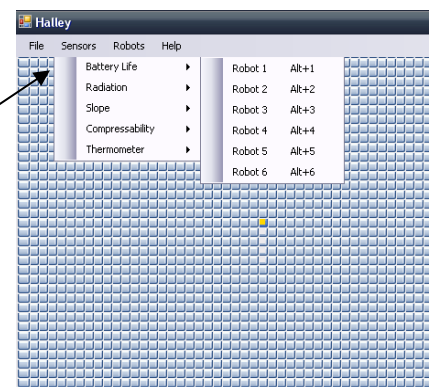 Halley
File Sensors Robots Help
Battery Life
Radiation
Slope
Compressability
Thermometer
Robot 1 Alt+1
Robot 2 Alt+2
Robot 3 Alt+3
Robot 4 Alt+4
Robot 5 Alt+5
Robot 6 Alt+6